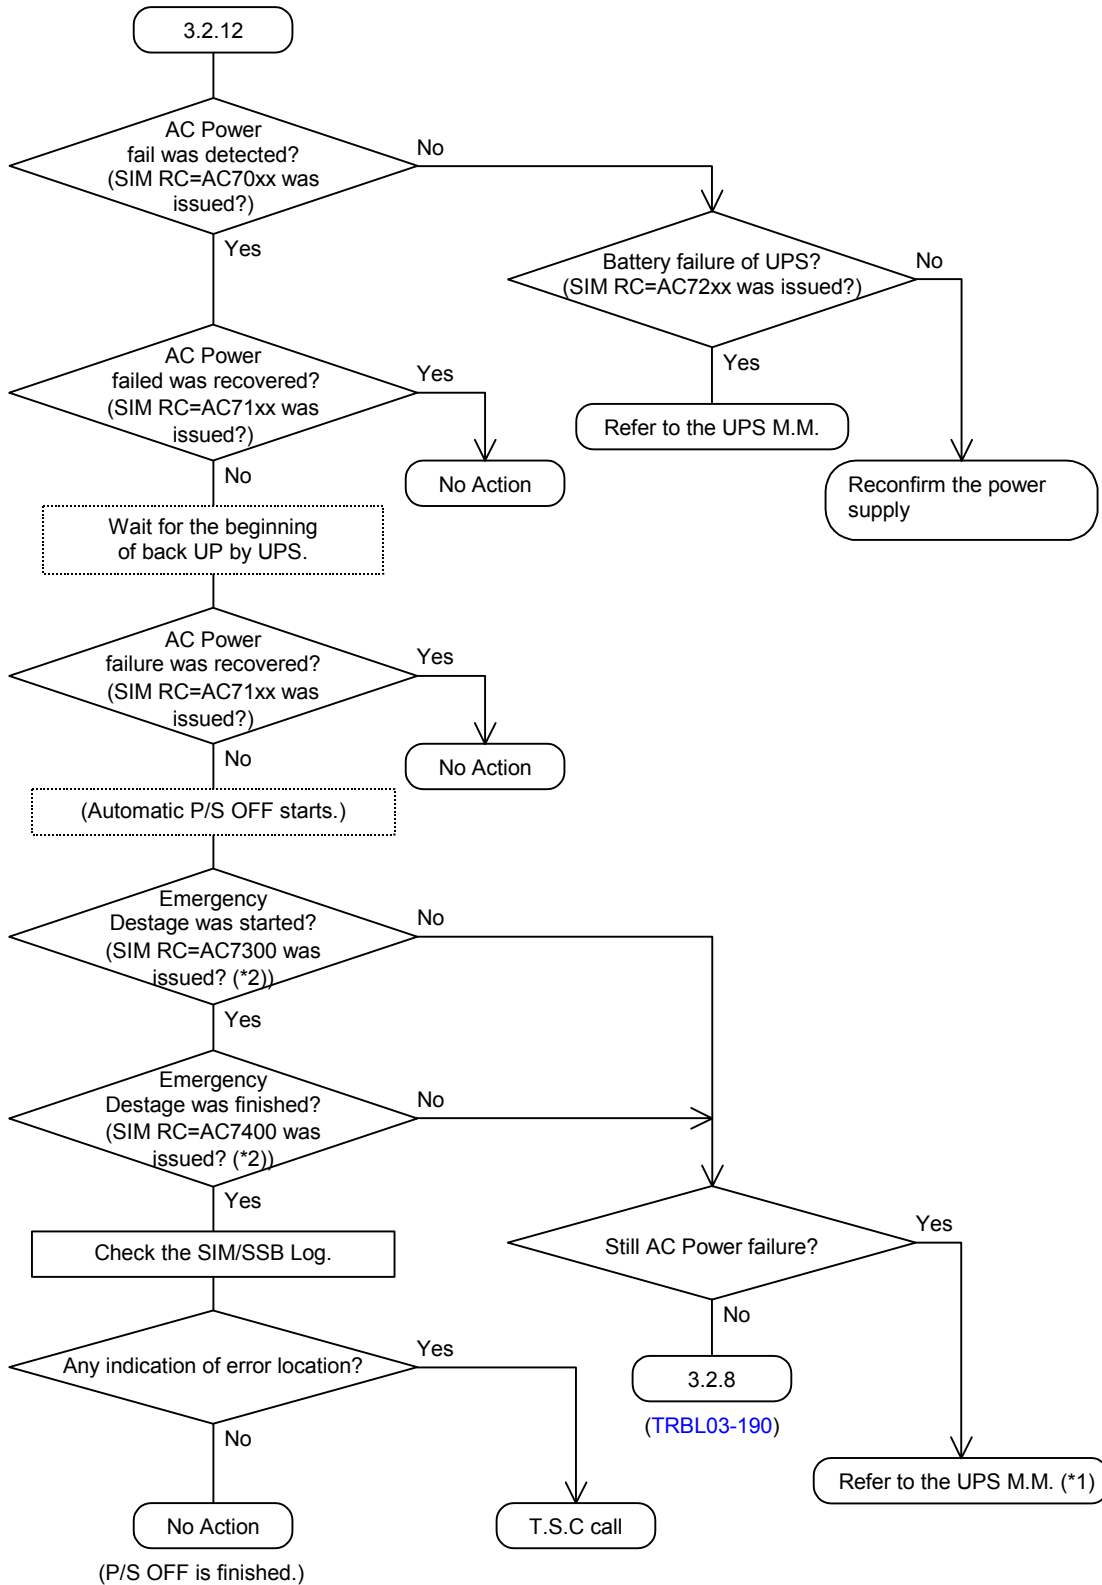 3.2.12
AC Power
fail was detected?
(SIM RC=AC70xx was
issued?)
No
Yes
Battery failure of UPS?
(SIM RC=AC72xx was issued?)
No
Yes
Refer to the UPS M.M.
Reconfirm the power
supply
AC Power
failed was recovered?
(SIM RC=AC71xx was
issued?)
Yes
No Action
No
Wait for the beginning
of back UP by UPS.
AC Power
failure was recovered?
(SIM RC=AC71xx was
issued?)
Yes
No Action
No
(Automatic P/S OFF starts.)
Emergency
Destage was started?
(SIM RC=AC7300 was
issued? (*2))
No
Yes
Emergency
Destage was finished?
(SIM RC=AC7400 was
issued? (*2))
No
Yes
Check the SIM/SSB Log.
Still AC Power failure?
Yes
No
3.2.8
(TRBL03-190)
Refer to the UPS M.M. (*1)
Any indication of error location?
Yes
No
No Action
(P/S OFF is finished.)
T.S.C call